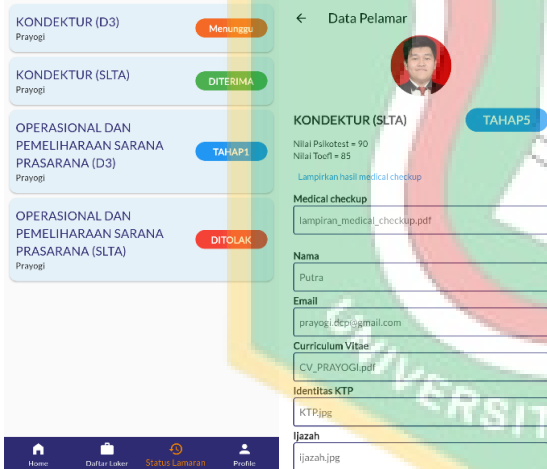 KONDEKTUR (D3)
Prayogi
Menunggu
KONDEKTUR (SLTA)
Prayogi
DITERIMA
OPERASIONAL DAN
PEMELIHARAAN SARANA
PRASARANA (D3)
Prayogi
TAHAP1
OPERASIONAL DAN
PEMELIHARAAN SARANA
PRASARANA (SLTA)
Prayogi
DITOLAK
Home
Daftar Loker
Status Lamaran
Profile
Data Pelamar
KONDEKTUR (SLTA)
TAHAP5
Nilai Psikotest = 90
Nilai Toefl = 85
Lampirkan hasil medical checkup
Medical checkup
lampiran_medical_checkup.pdf
Nama
Putra
Email
prayogi.dcp@gmail.com
Curriculum Vitae
CV_PRAYOGI.pdf
Identitas KTP
KTP.jpg
Ijazah
ijazah.jpg
UNIVERSIT